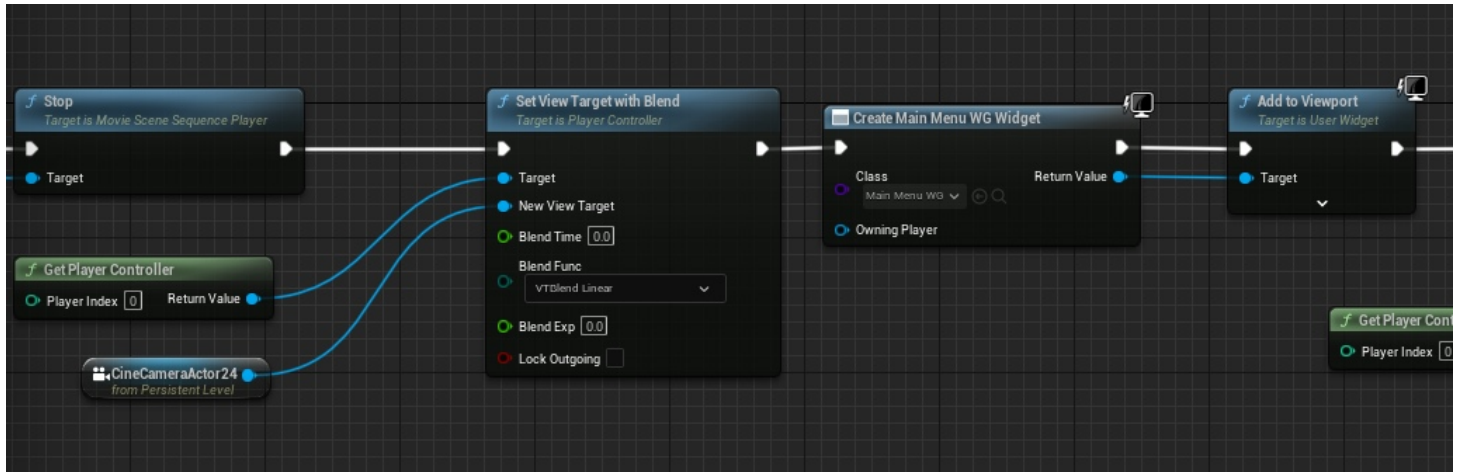 Stop
Target is Movie Scene Sequence Player
Target
Get Player Controller
Player Index 0 Return Value
CineCameraActor24
from Persistent Level
Set View Target with Blend
Target is Player Controller
Target
New View Target
Blend Time 0.0
Blend Func
VTBlend Linear
Blend Exp 0.0
Lock Outgoing
Create Main Menu WG Widget
Class Return Value
Main Menu WG
Owning Player
Add to Viewport
Target is User Widget
Target
Get Player Cont
Player Index 0